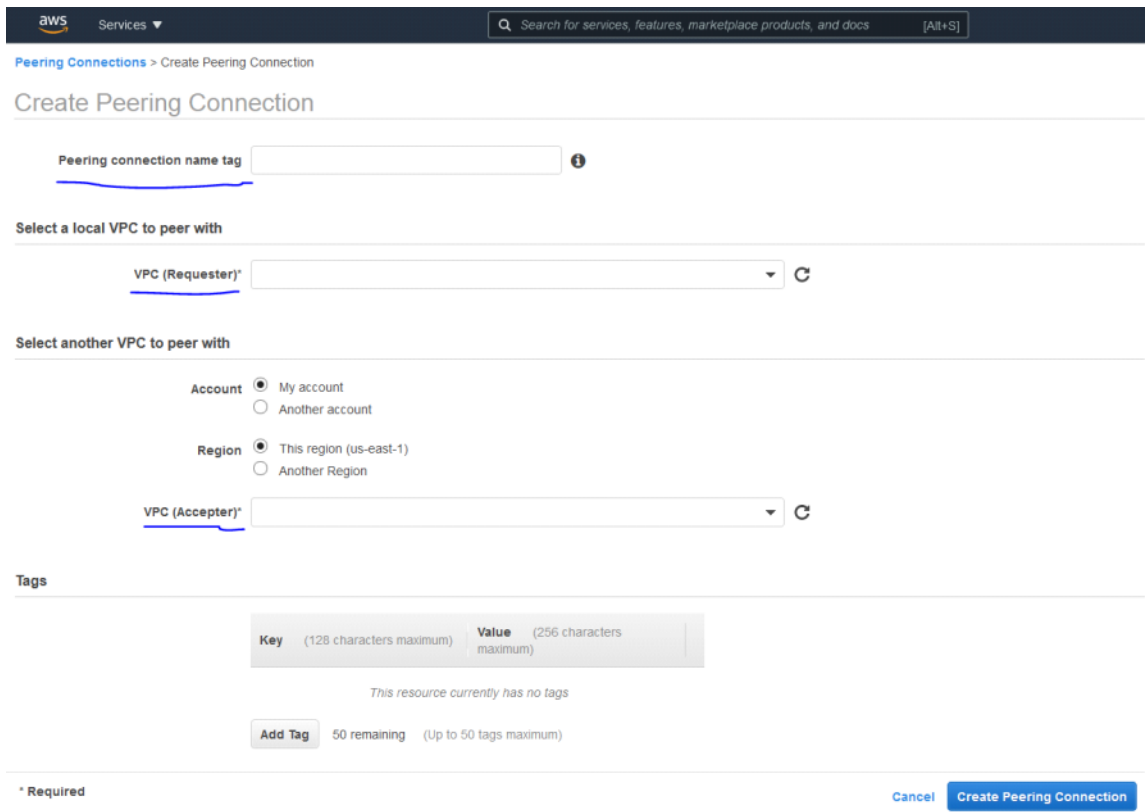 aws Services ▼ Search for services, features, marketplace products, and docs [Alt+S]
Peering Connections > Create Peering Connection
Create Peering Connection
Peering connection name tag
Select a local VPC to peer with
VPC (Requester)*
Select another VPC to peer with
Account My account
Another account
Region This region (us-east-1)
Another Region
VPC (Accepter)*
Tags
Key (128 characters maximum) Value (256 characters
maximum)
This resource currently has no tags
Add Tag 50 remaining (Up to 50 tags maximum)
* Required Cancel Create Peering Connection